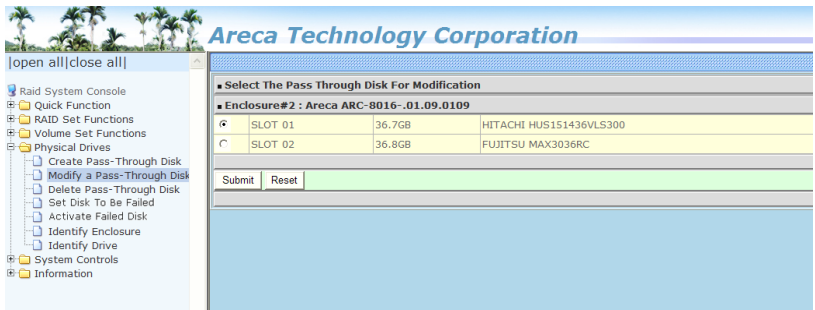 Areca Technology Corporation
|open all|close all|
Raid System Console
Quick Function
RAID Set Functions
Volume Set Functions
Physical Drives
Create Pass-Through Disk
Modify a Pass-Through Disk
Delete Pass-Through Disk
Set Disk To Be Failed
Activate Failed Disk
Identify Enclosure
Identify Drive
System Controls
Information
Select The Pass Through Disk For Modification
Enclosure#2 : Areca ARC-8016-.01.09.0109
SLOT 01 36.7GB HITACHI HUS151436VLS300
SLOT 02 36.8GB FUJITSU MAX3036RC
Submit Reset